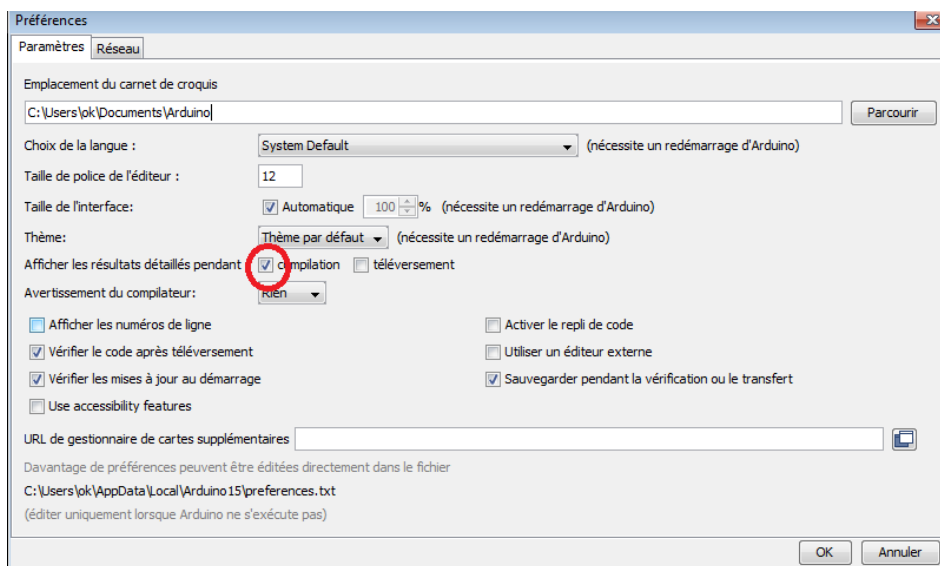 Préférences
Paramètres Réseau
Emplacement du carnet de croquis
C:\Users\ok\Documents\Arduino Parcourir
Choix de la langue : System Default (nécessite un redémarrage d'Arduino)
Taille de police de l'éditeur : 12
Taille de l'interface: Automatique 100 % (nécessite un redémarrage d'Arduino)
Thème: Thème par défaut (nécessite un redémarrage d'Arduino)
Afficher les résultats détaillés pendant : compilation téléversement
Avertissement du compilateur: Rien
Afficher les numéros de ligne Activer le repli de code
Vérifier le code après téléversement Utiliser un éditeur externe
Vérifier les mises à jour au démarrage Sauvegarder pendant la vérification ou le transfert
Use accessibility features
URL de gestionnaire de cartes supplémentaires
Davantage de préférences peuvent être éditées directement dans le fichier
C:\Users\ok\AppData\Local\Arduino15\preferences.txt
(éditer uniquement lorsque Arduino ne s'exécute pas)
OK Annuler